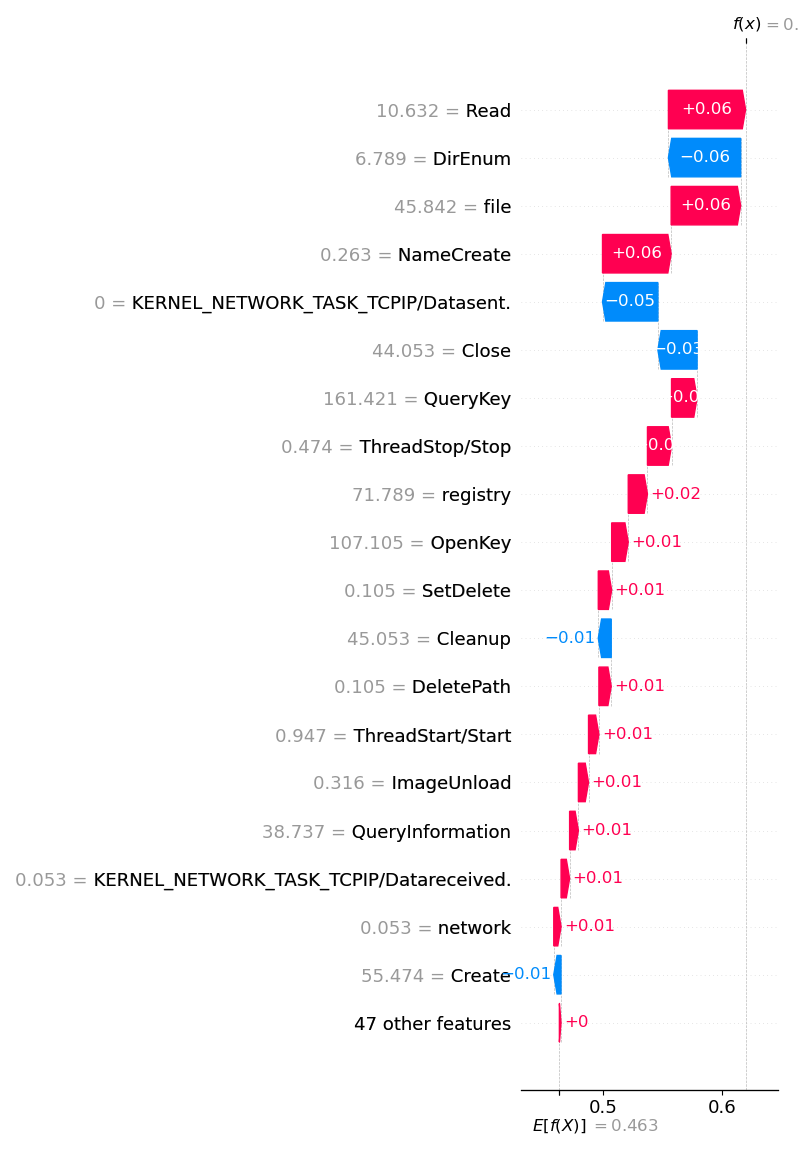 f(x) = 0.
10.632 = Read +0.06
6.789 = DirEnum −0.06
45.842 = file +0.06
0.263 = NameCreate +0.06
0 = KERNEL_NETWORK_TASK_TCPIP/Datasent. −0.05
44.053 = Close −0.03
161.421 = QueryKey
0.474 = ThreadStop/Stop
71.789 = registry +0.02
107.105 = OpenKey +0.01
0.105 = SetDelete +0.01
45.053 = Cleanup −0.01
0.105 = DeletePath +0.01
0.947 = ThreadStart/Start +0.01
0.316 = ImageUnload +0.01
38.737 = QueryInformation +0.01
0.053 = KERNEL_NETWORK_TASK_TCPIP/Datareceived. +0.01
0.053 = network +0.01
55.474 = Create −0.01
47 other features +0
0.5 0.6
E[f(X)] = 0.463